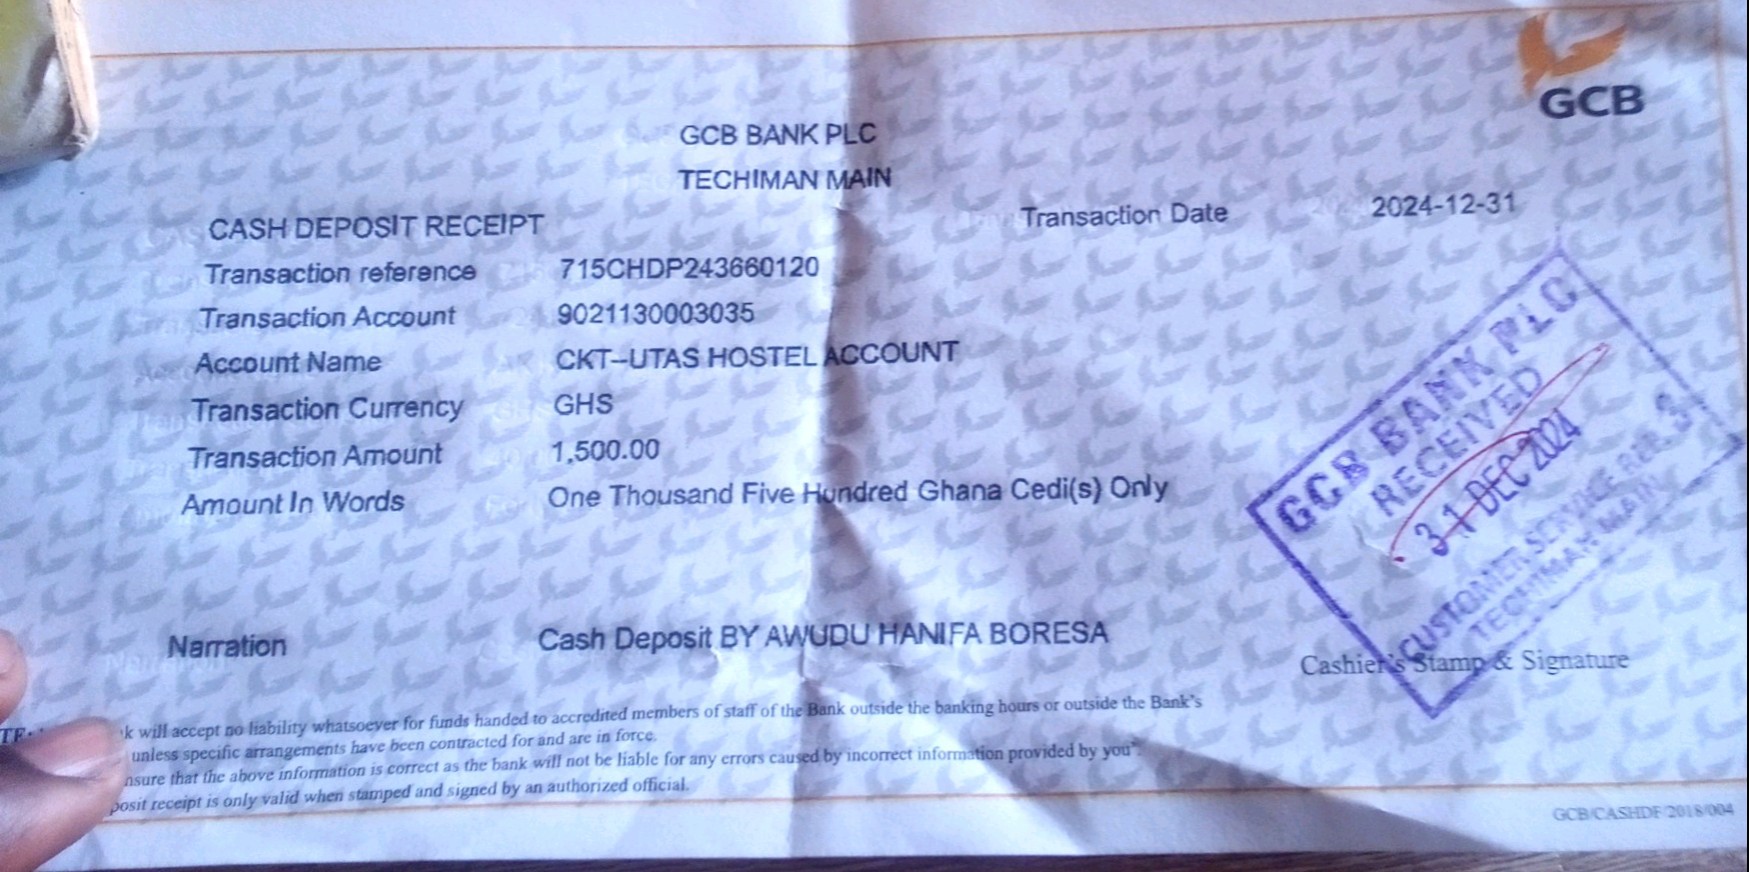 GCB
GCB BANK PLC
TECHIMAN MAIN
CASH DEPOSIT RECEIPT Transaction Date 2024-12-31
Transaction reference 715CHDP243660120
Transaction Account 9021130003035
Account Name CKT--UTAS HOSTEL ACCOUNT
Transaction Currency GHS
Transaction Amount 1,500.00
Amount In Words One Thousand Five Hundred Ghana Cedi(s) Only
GCB BANK PLC
RECEIVED
31 DEC 2024
CUSTOMER SERVICE REP. 3
TECHIMAN MAIN
Narration Cash Deposit BY AWUDU HANIFA BORESA
Cashier's Stamp & Signature
will accept no liability whatsoever for funds handed to accredited members of staff of the Bank outside the banking hours or outside the Bank's
unless specific arrangements have been contracted for and are in force.
that the above information is correct as the bank will not be liable for any errors caused by incorrect information provided by you".
receipt is only valid when stamped and signed by an authorized official.
GCB/CASHDF/2018/004